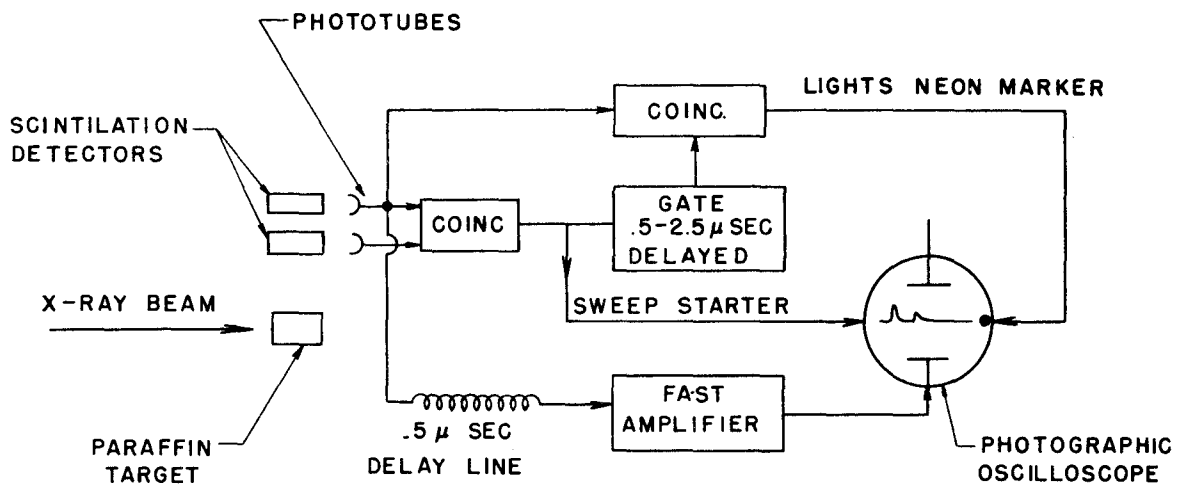 PHOTOTUBES
LIGHTS NEON MARKER
SCINTILATION
DETECTORS
COINC.
COINC
GATE
.5-2.5 μ SEC
DELAYED
X-RAY BEAM
SWEEP STARTER
FAST
AMPLIFIER
.5 μ SEC
DELAY LINE
PARAFFIN
TARGET
PHOTOGRAPHIC
OSCILLOSCOPE